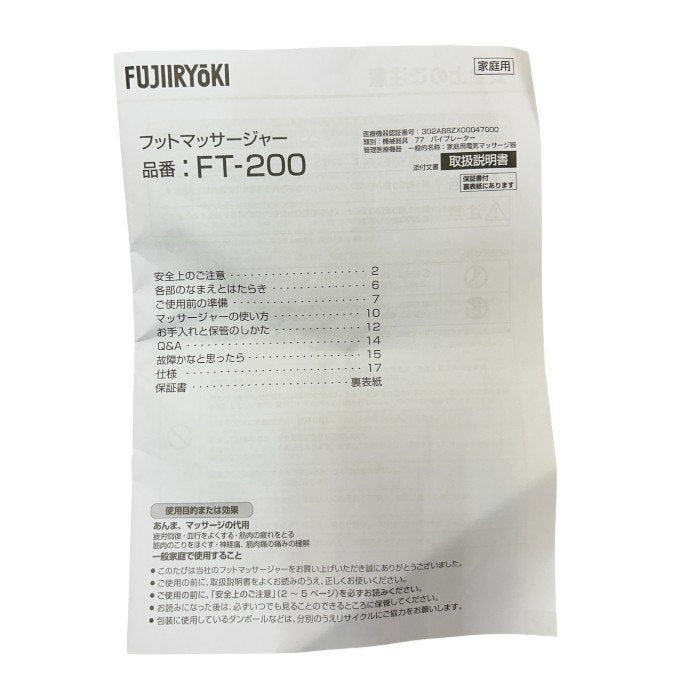 FUJIIRYOKI
家庭用
フットマッサージャー
品番：FT-200
医療機器認証番号：302ABBZX00047000
類別：機械器具 77 バイブレーター
管理医療機器 一般的名称：家庭用電気マッサージ器
添付文書 取扱説明書
保証書付
裏表紙にあります
安全上のご注意 ・・・・・・・・・・・・・・・・・・・・ 2
各部のなまえとはたらき ・・・・・・・・・・・・・・ 6
ご使用前の準備 ・・・・・・・・・・・・・・・・・・・・ 7
マッサージャーの使い方 ・・・・・・・・・・・・・ 10
お手入れと保管のしかた ・・・・・・・・・・・・・ 12
Q&A ・・・・・・・・・・・・・・・・・・・・・・・・・・ 14
故障かなと思ったら ・・・・・・・・・・・・・・・・・ 15
仕様 ・・・・・・・・・・・・・・・・・・・・・・・・・・ 17
保証書 ・・・・・・・・・・・・・・・・・・・・・・ 裏表紙
使用目的または効果
あんま、マッサージの代用
疲労回復・血行をよくする・筋肉の疲れをとる
筋肉のこりをほぐす・神経痛、筋肉痛の痛みの緩解
一般家庭で使用すること
● このたびは当社のフットマッサージャーをお買い上げいただき誠にありがとうございました。
● ご使用の前に、取扱説明書をよくお読みのうえ、正しくお使いください。
● ご使用の前に、「安全上のご注意」(2 ～ 5 ページ)を必ずお読みください。
● お読みになった後は、必ずいつでも見ることのできるところに保管してください。
● 包装に使用しているダンボールなどは、分別のうえリサイクルにご協力をお願いします。